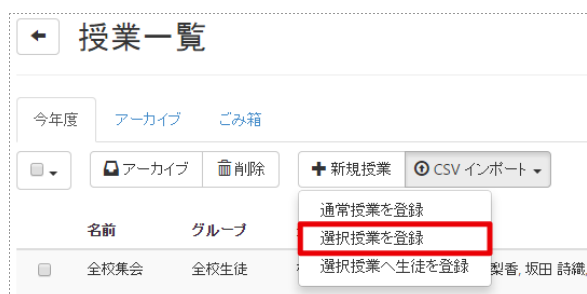 授業一覧
今年度 アーカイブ ごみ箱
アーカイブ 削除 新規授業 CSV インポート
通常授業を登録
名前 グループ
選択授業を登録
全校集会 全校生徒
選択授業へ生徒を登録
梨香, 坂田 詩織,